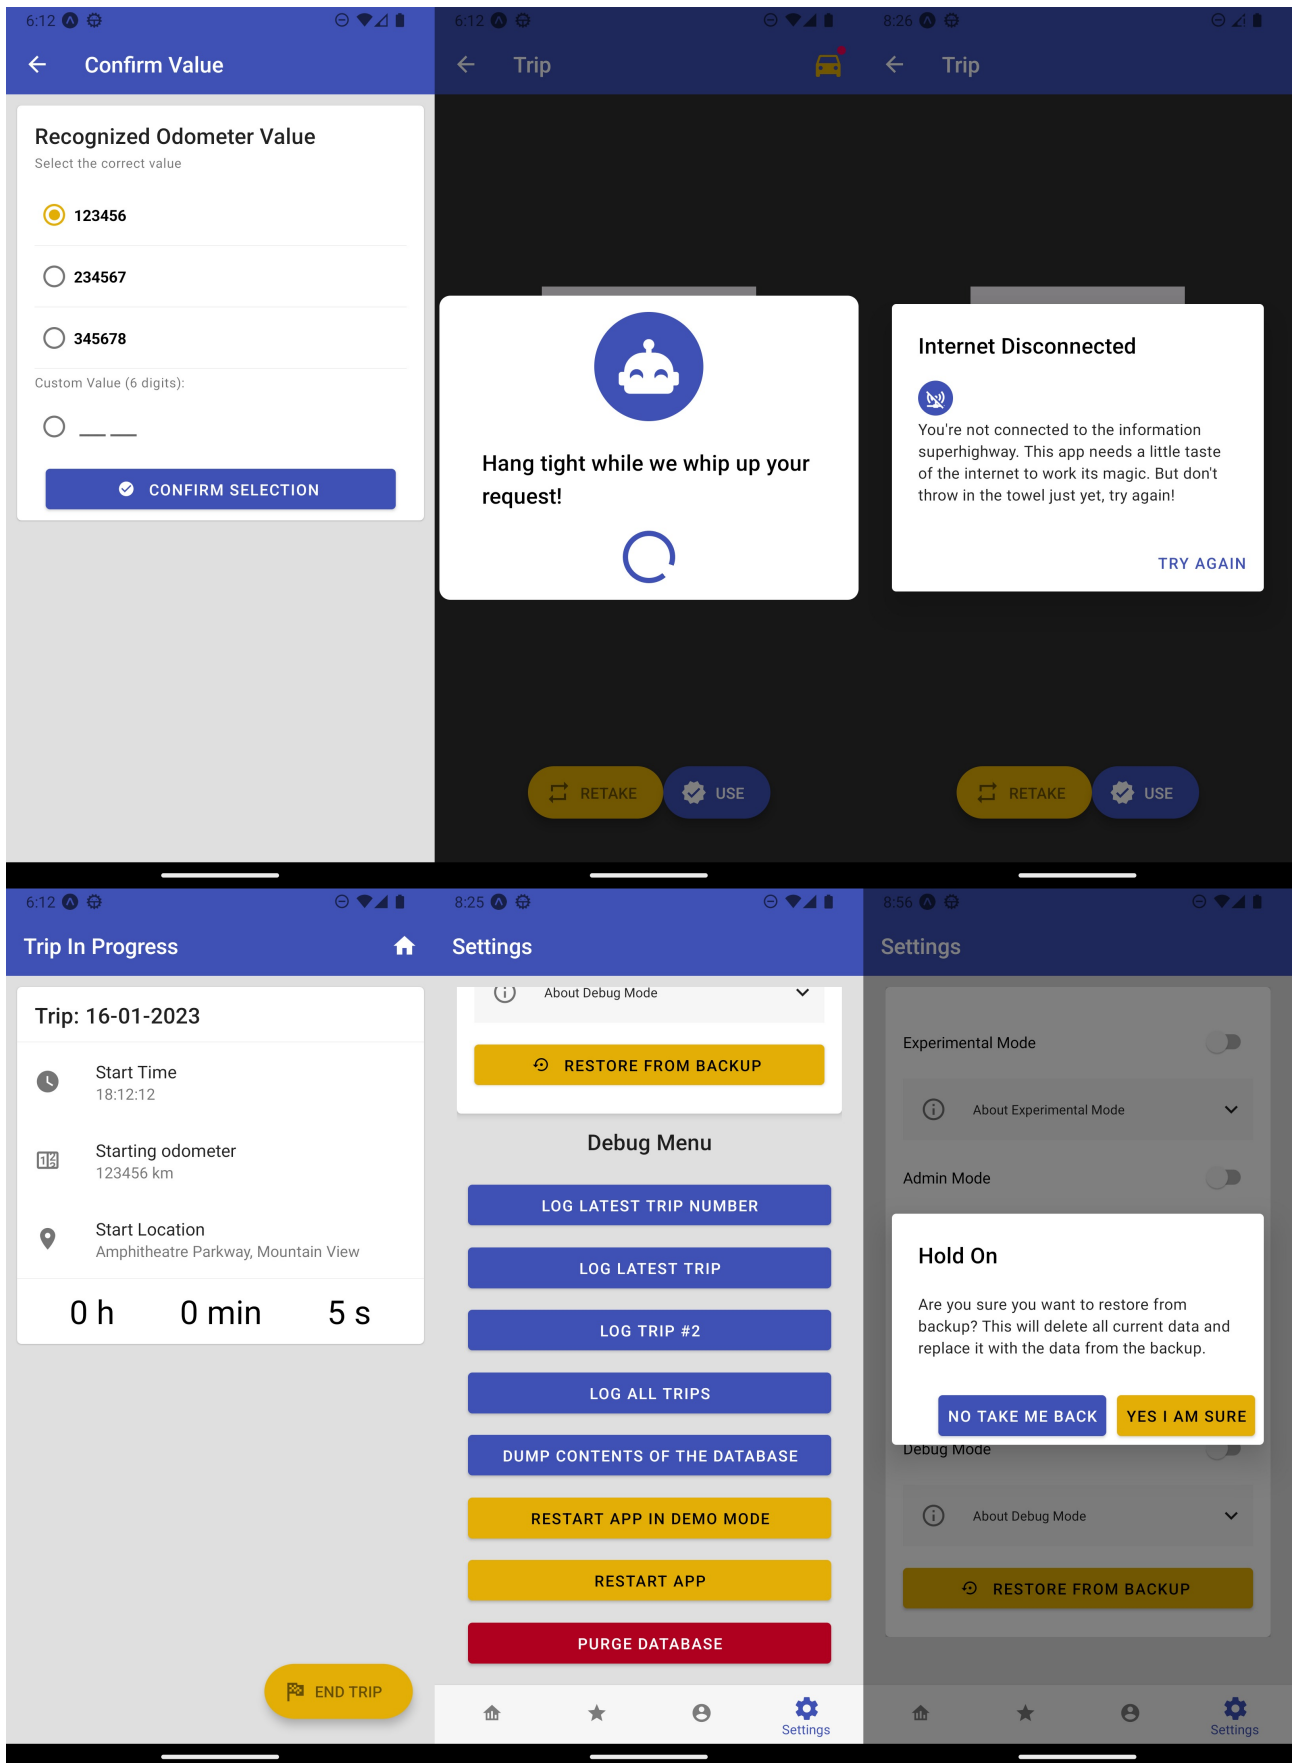 6:12
Confirm Value
Recognized Odometer Value
Select the correct value
123456
234567
345678
Custom Value (6 digits):
CONFIRM SELECTION
6:12
Trip
Hang tight while we whip up your
request!
RETAKE
USE
8:26
Trip
Internet Disconnected
You're not connected to the information
superhighway. This app needs a little taste
of the internet to work its magic. But don't
throw in the towel just yet, try again!
TRY AGAIN
RETAKE
USE
6:12
Trip In Progress
Trip: 16-01-2023
Start Time
18:12:12
Starting odometer
123456 km
Start Location
Amphitheatre Parkway, Mountain View
0 h 0 min 5 s
END TRIP
8:25
Settings
About Debug Mode
RESTORE FROM BACKUP
Debug Menu
LOG LATEST TRIP NUMBER
LOG LATEST TRIP
LOG TRIP #2
LOG ALL TRIPS
DUMP CONTENTS OF THE DATABASE
RESTART APP IN DEMO MODE
RESTART APP
PURGE DATABASE
Settings
8:56
Settings
Experimental Mode
About Experimental Mode
Admin Mode
Hold On
Are you sure you want to restore from
backup? This will delete all current data and
replace it with the data from the backup.
NO TAKE ME BACK
YES I AM SURE
Debug Mode
About Debug Mode
RESTORE FROM BACKUP
Settings